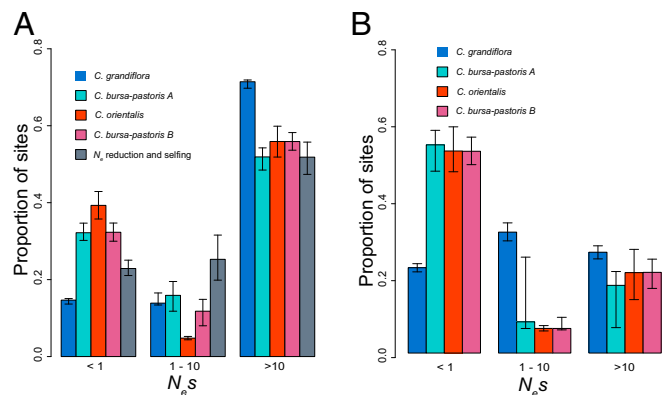 A
Proportion of sites
0.8
0.6
0.4
0.2
0.0
C. grandiflora
C. bursa-pastoris A
C. orientalis
C. bursa-pastoris B
Ne reduction and selfing
< 1
1 - 10
>10
Nes
B
Proportion of sites
0.8
0.6
0.4
0.2
0.0
C. grandiflora
C. bursa-pastoris A
C. orientalis
C. bursa-pastoris B
< 1
1 - 10
>10
Nes